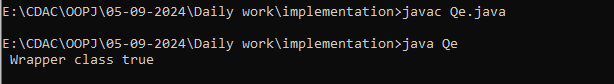 E:\CDAC\OOPJ\05-09-2024\Daily work\implementation>javac Qe.java
E:\CDAC\OOPJ\05-09-2024\Daily work\implementation>java Qe
Wrapper class true